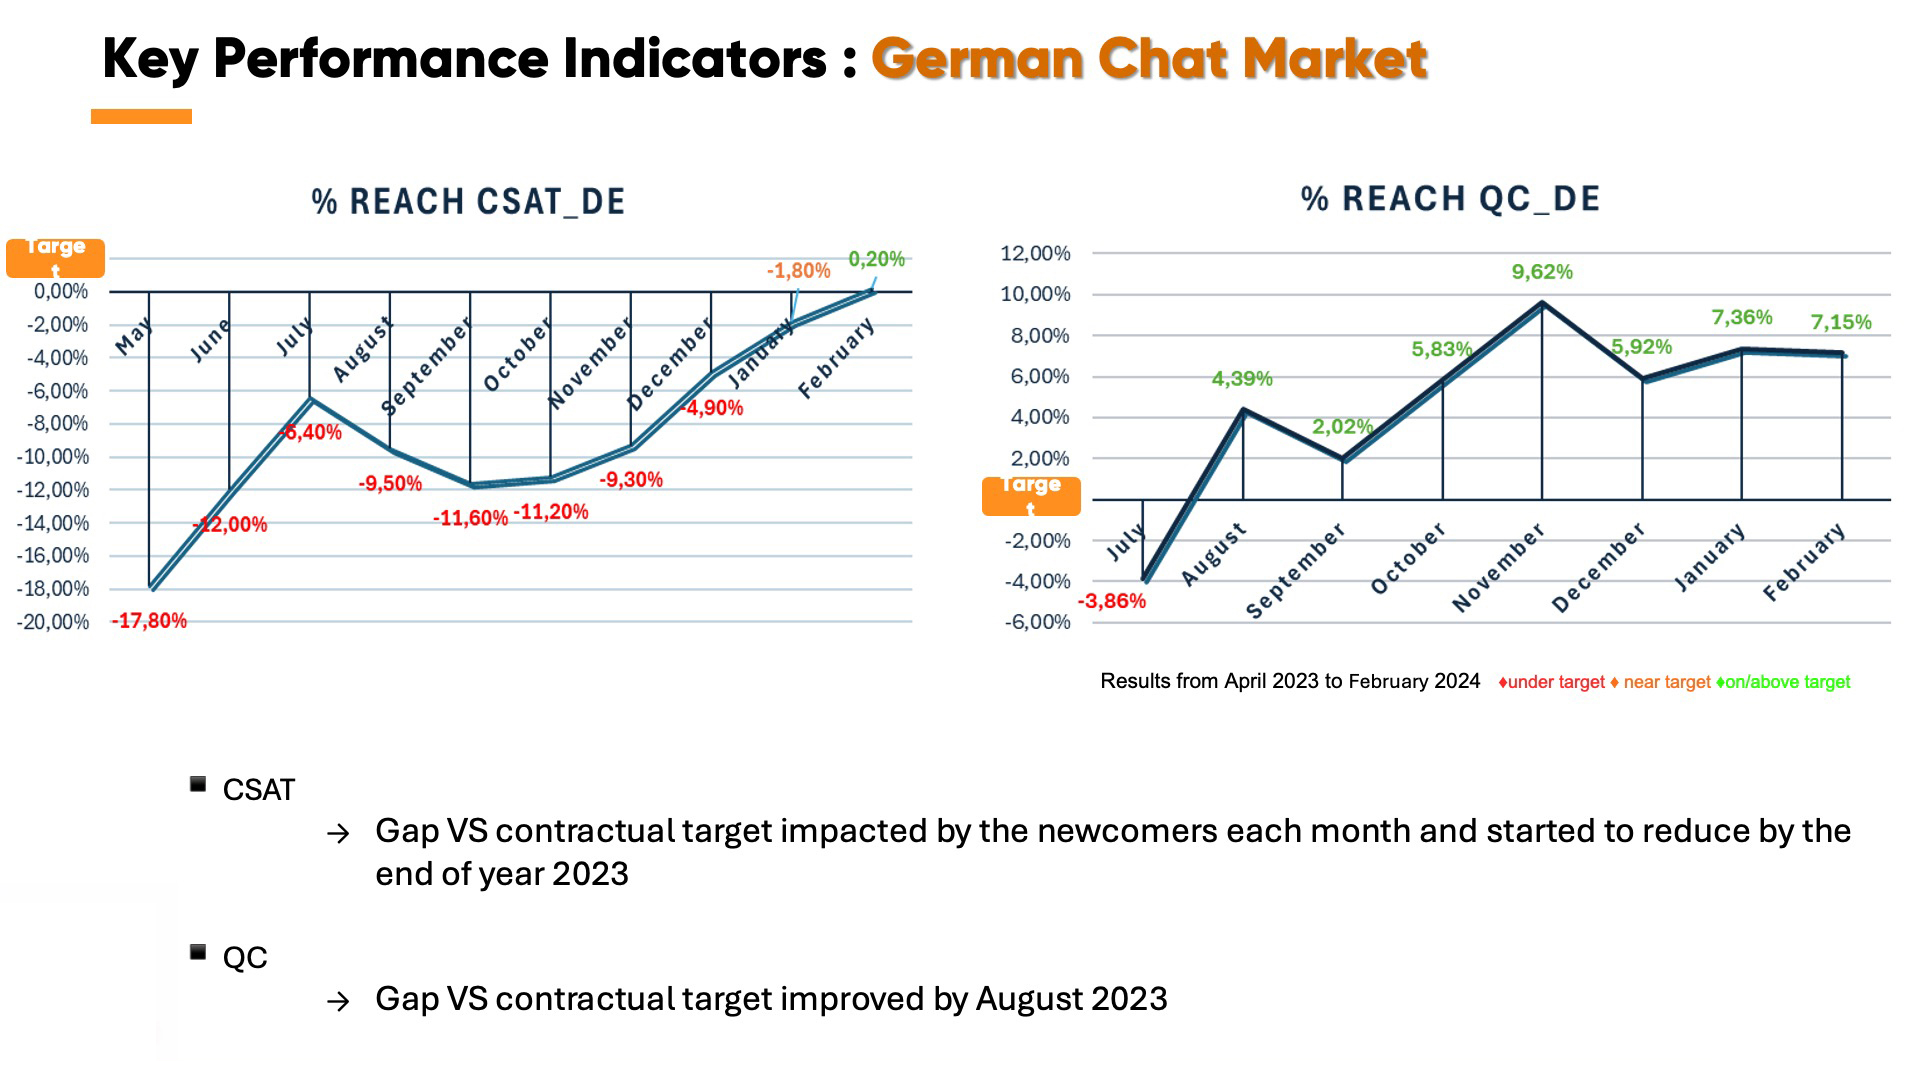 Key Performance Indicators : German Chat Market
% REACH CSAT_DE
Targe
t
0,00%
-2,00%
-4,00%
-6,00%
-8,00%
-10,00%
-12,00%
-14,00%
-16,00%
-18,00%
-20,00%
May
June
July
August
September
October
November
December
January
February
-17,80%
-12,00%
-6,40%
-9,50%
-11,60%
-11,20%
-9,30%
-4,90%
-1,80%
0,20%
% REACH QC_DE
12,00%
10,00%
8,00%
6,00%
4,00%
2,00%
Targe
t
-2,00%
-4,00%
-6,00%
July
August
September
October
November
December
January
February
-3,86%
4,39%
2,02%
5,83%
9,62%
5,92%
7,36%
7,15%
Results from April 2023 to February 2024 ♦under target ♦ near target ♦on/above target
▪ CSAT
→ Gap VS contractual target impacted by the newcomers each month and started to reduce by the
end of year 2023
▪ QC
→ Gap VS contractual target improved by August 2023